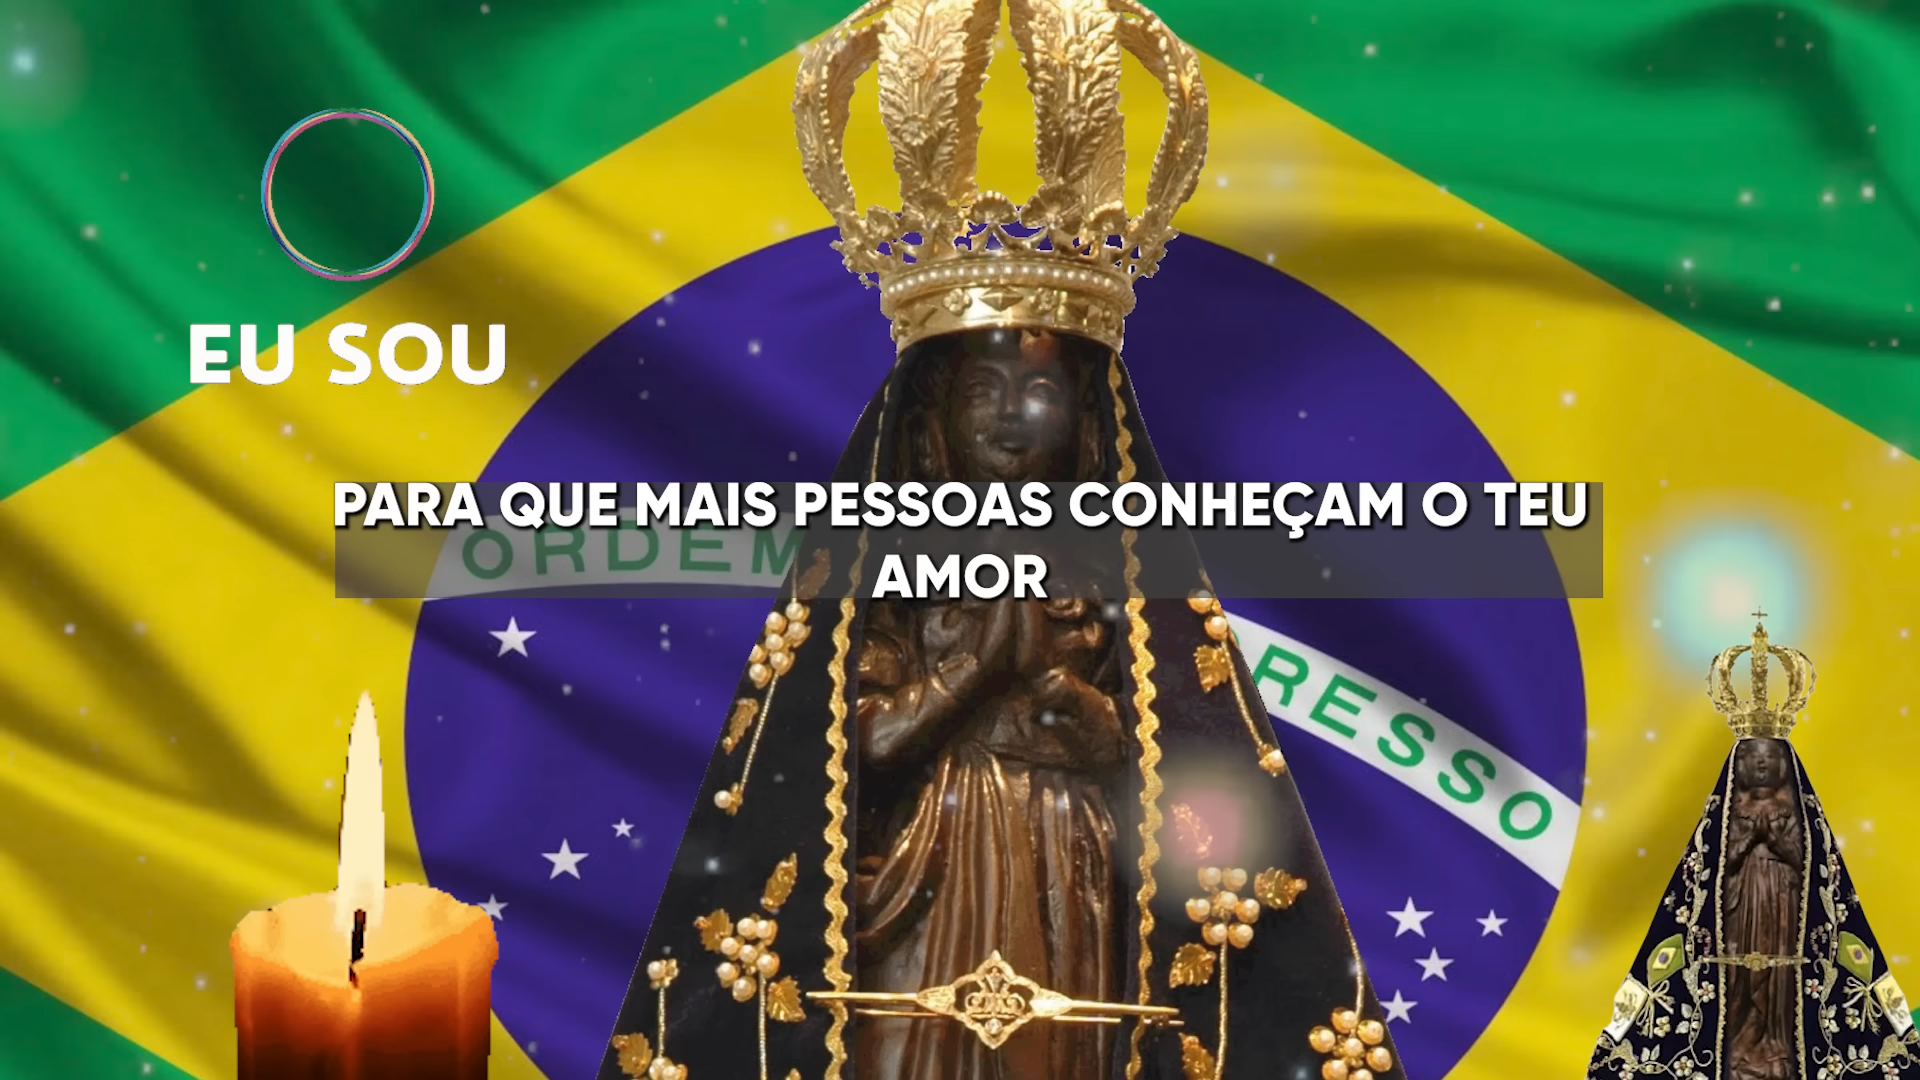 EU SOU
PARA QUE MAIS PESSOAS CONHEÇAM O TEU
AMOR
ORDEM
RESSO